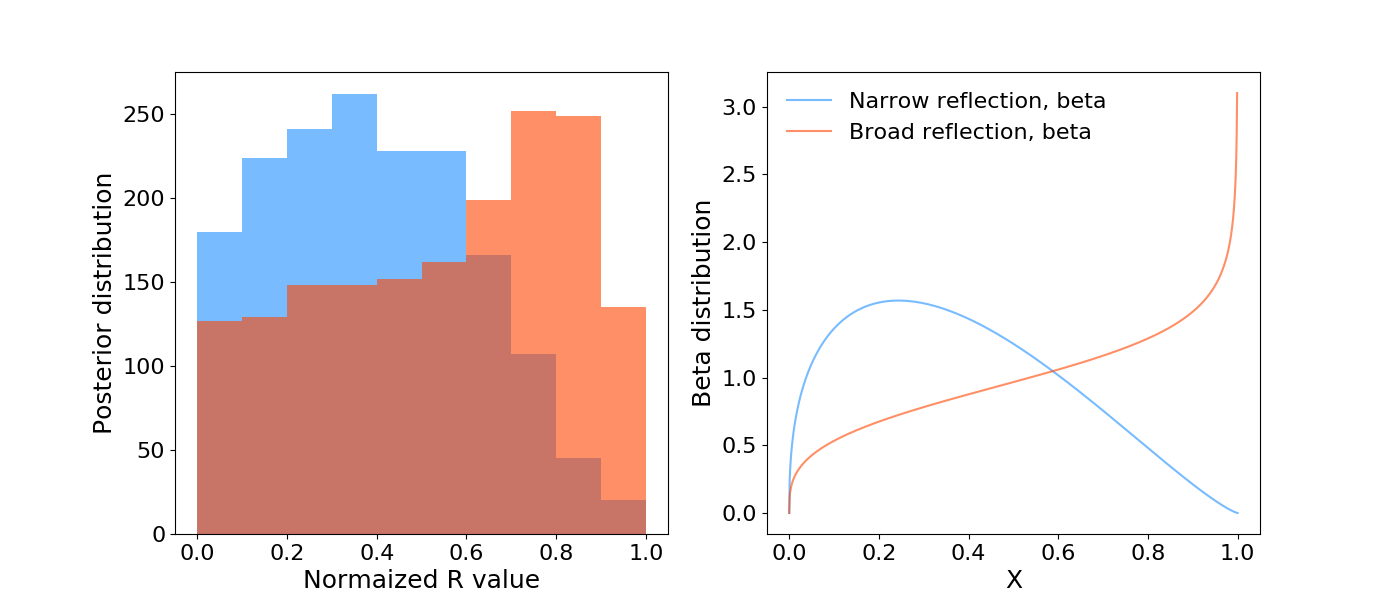 250
200
150
100
50
0
0.0 0.2 0.4 0.6 0.8 1.0
Posterior distribution
Normaized R value
3.0
2.5
2.0
1.5
1.0
0.5
0.0
0.0 0.2 0.4 0.6 0.8 1.0
Beta distribution
X
Narrow reflection, beta
Broad reflection, beta